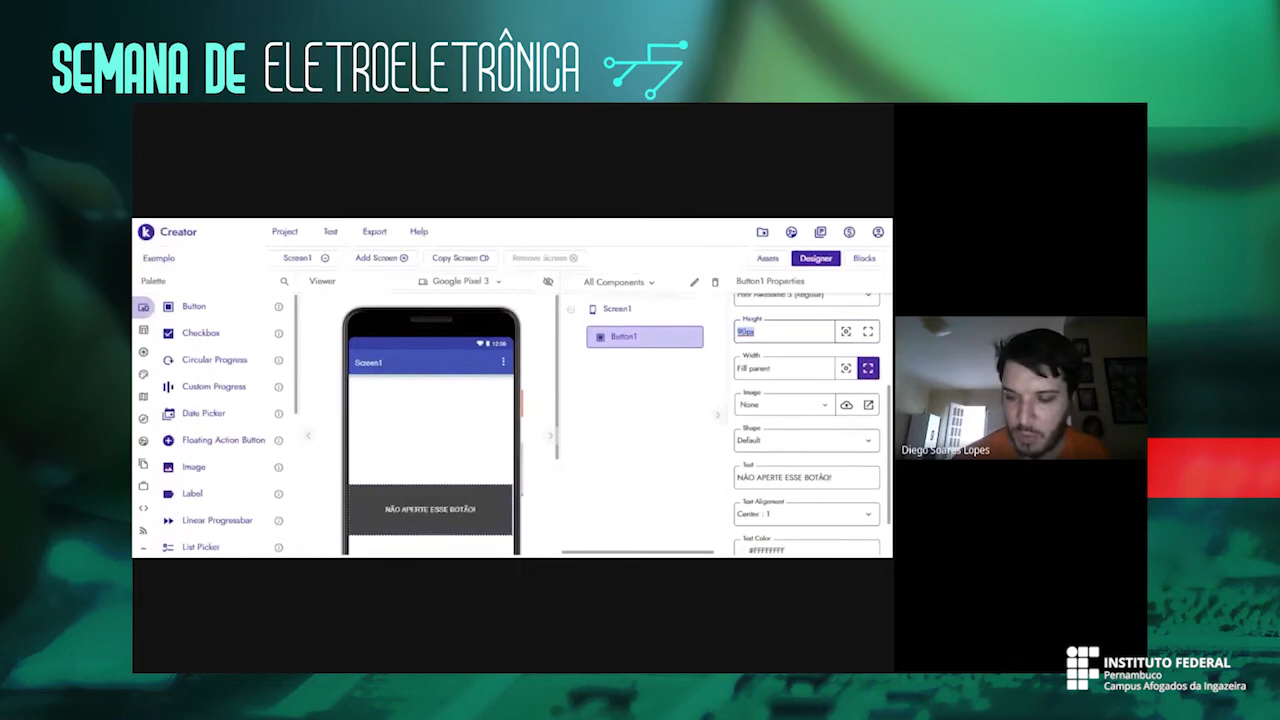 SEMANA DE ELETROELETRÔNICA
Creator
Project
Test
Export
Help
Exemplo
Screen1
Add Screen
Copy Screen
Remove Screen
Assets
Designer
Blocks
Palette
Viewer
Google Pixel 3
All Components
Button1 Properties
Button
Checkbox
Circular Progress
Custom Progress
Date Picker
Floating Action Button
Image
Label
Linear Progressbar
List Picker
12:00
Screen1
NÃO APERTE ESSE BOTÃO!
Screen1
Button1
Height
90px
Width
Fill parent
Image
None
Shape
Default
Text
NÃO APERTE ESSE BOTÃO!
Text Alignment
Center : 1
Text Color
#FFFFFFFF
Diego Soares Lopes
INSTITUTO FEDERAL
Pernambuco
Campus Afogados da Ingazeira